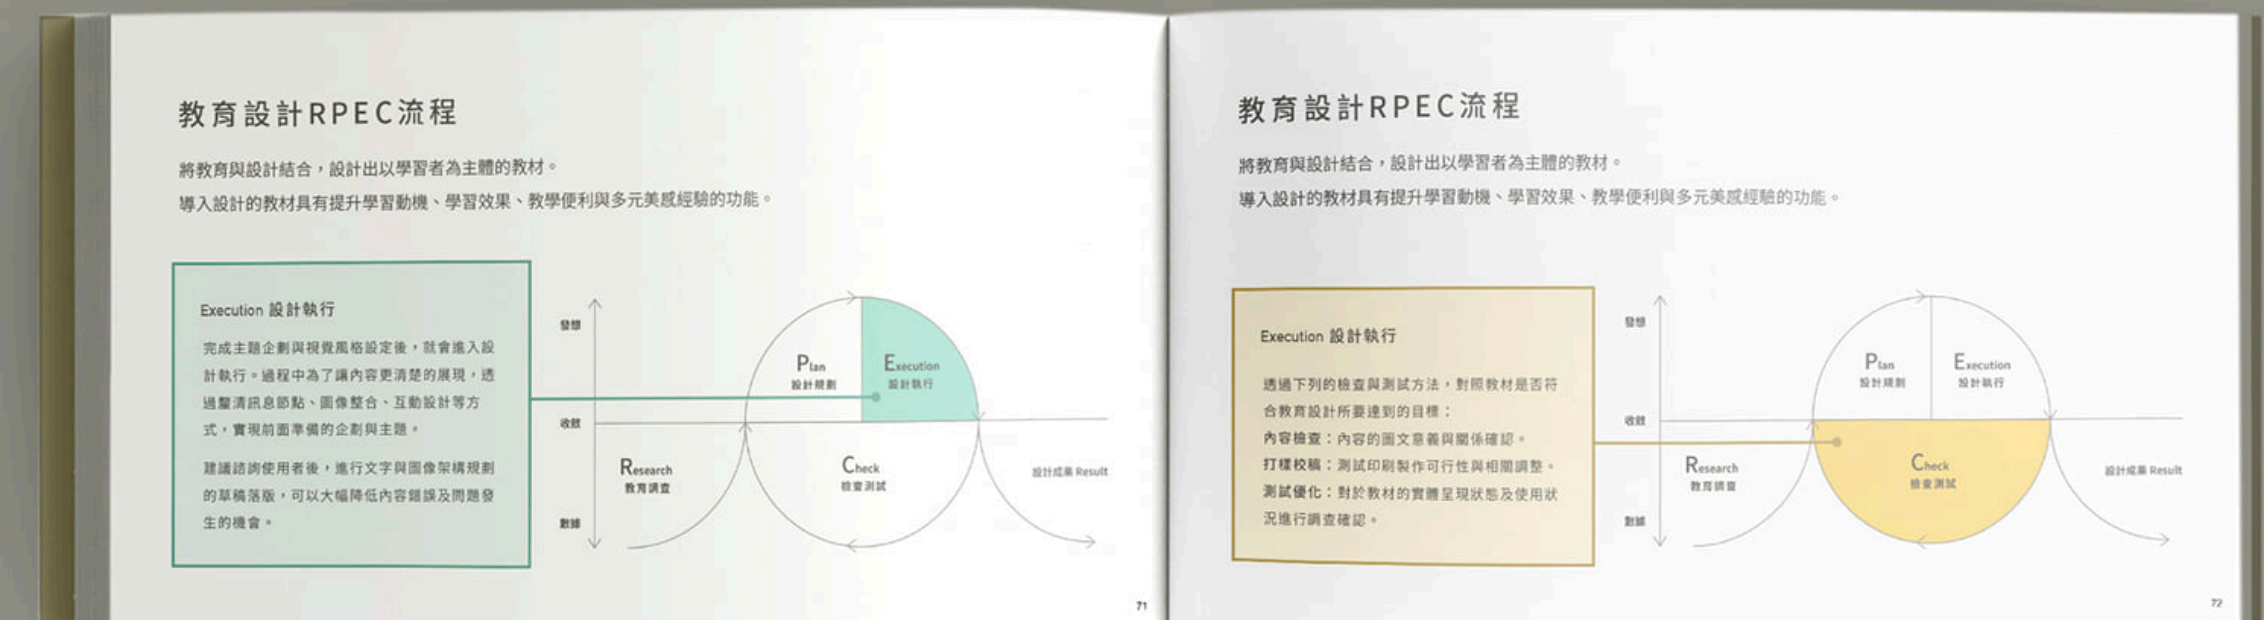 教育設計RPEC流程
將教育與設計結合，設計出以學習者為主體的教材。
導入設計的教材具有提升學習動機、學習效果、教學便利與多元美感經驗的功能。
Execution 設計執行
完成主題企劃與視覺風格設定後，就會進入設
計執行。過程中為了讓內容更清楚的展現，透
過釐清訊息節點、圖像整合、互動設計等方
式，實現前面準備的企劃與主題。
建議諮詢使用者後，進行文字與圖像架構規劃
的草稿落版，可以大幅降低內容錯誤及問題發
生的機會。
發想
收斂
數據
Plan
設計規劃
Execution
設計執行
Research
教育調查
Check
檢查測試
設計成果 Result
71
教育設計RPEC流程
將教育與設計結合，設計出以學習者為主體的教材。
導入設計的教材具有提升學習動機、學習效果、教學便利與多元美感經驗的功能。
Execution 設計執行
透過下列的檢查與測試方法，對照教材是否符
合教育設計所要達到的目標：
內容檢查：內容的圖文意義與關係確認。
打樣校稿：測試印刷製作可行性與相關調整。
測試優化：對於教材的實體呈現狀態及使用狀
況進行調查確認。
發想
收斂
數據
Plan
設計規劃
Execution
設計執行
Research
教育調查
Check
檢查測試
設計成果 Result
72